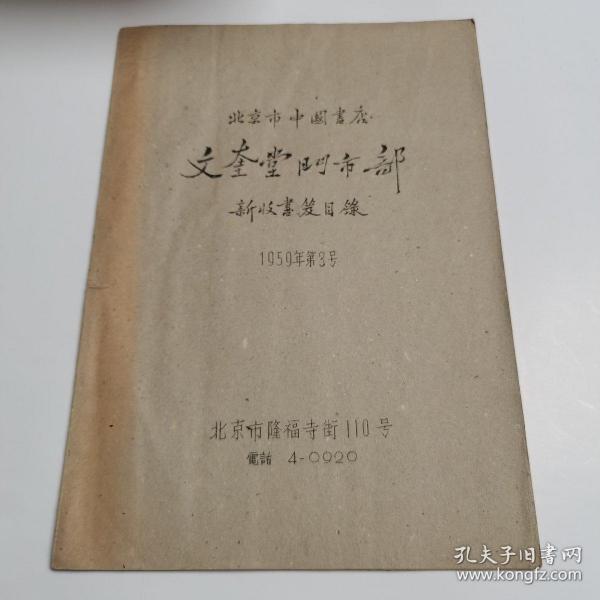 北京市中國書店
文奎堂門市部
新收書笈目錄
1959年第3号
北京市隆福寺街110号
電話 4-0920
孔夫子旧书网
www.kongfz.com